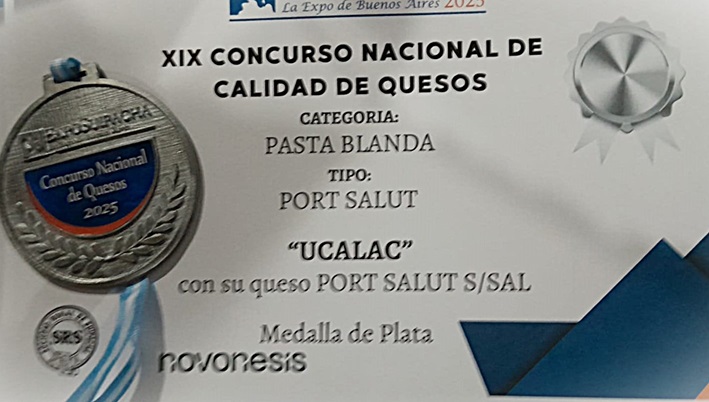 La Expo de Buenos Aires 2025
XIX CONCURSO NACIONAL DE
CALIDAD DE QUESOS
CATEGORIA:
PASTA BLANDA
TIPO:
PORT SALUT
"UCALAC"
con su queso PORT SALUT S/SAL
Medalla de Plata
novonesis
EXPOSUIPACHA
Concurso Nacional
de Quesos
2025
SRS